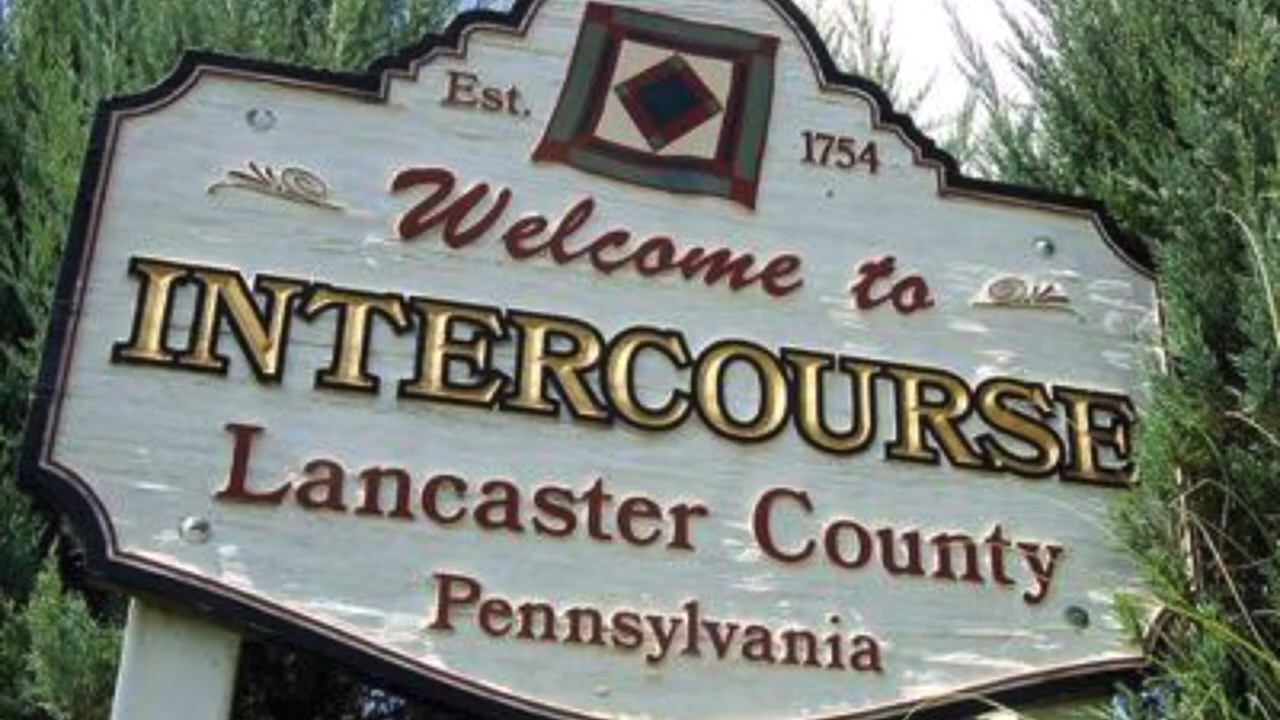 Est. 1754
Welcome to
INTERCOURSE
Lancaster County
Pennsylvania